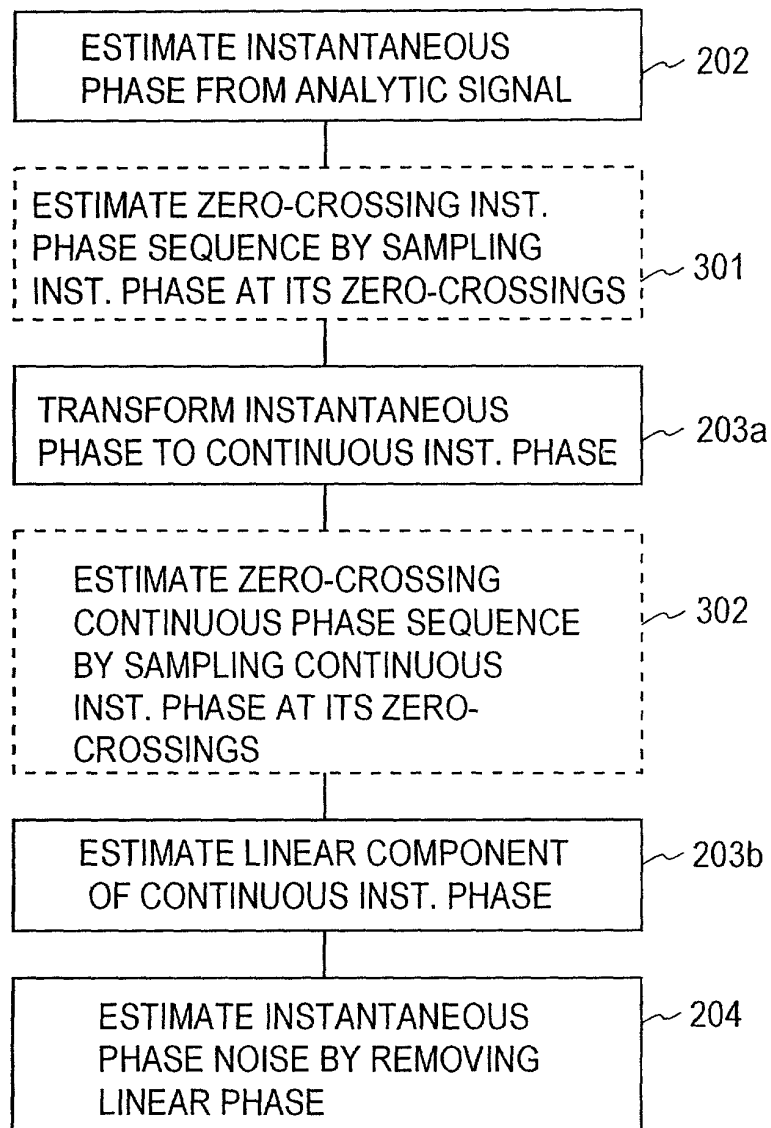 ESTIMATE INSTANTANEOUS
PHASE FROM ANALYTIC SIGNAL
202
ESTIMATE ZERO-CROSSING INST.
PHASE SEQUENCE BY SAMPLING
INST. PHASE AT ITS ZERO-CROSSINGS
301
TRANSFORM INSTANTANEOUS
PHASE TO CONTINUOUS INST. PHASE
203a
ESTIMATE ZERO-CROSSING
CONTINUOUS PHASE SEQUENCE
BY SAMPLING CONTINUOUS
INST. PHASE AT ITS ZERO-
CROSSINGS
302
ESTIMATE LINEAR COMPONENT
OF CONTINUOUS INST. PHASE
203b
ESTIMATE INSTANTANEOUS
PHASE NOISE BY REMOVING
LINEAR PHASE
204